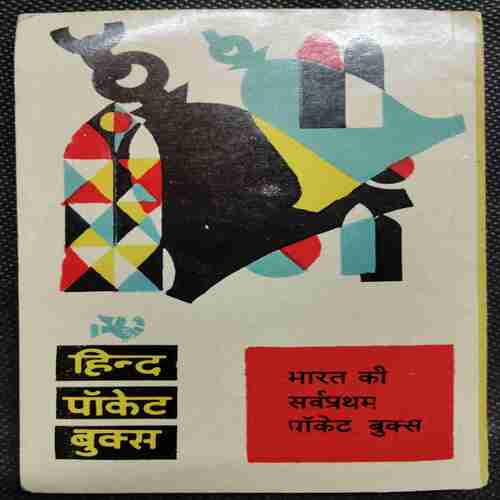 हिन्द
पॉकेट
बुक्स
भारत की
सर्वप्रथम
पॉकेट बुक्स